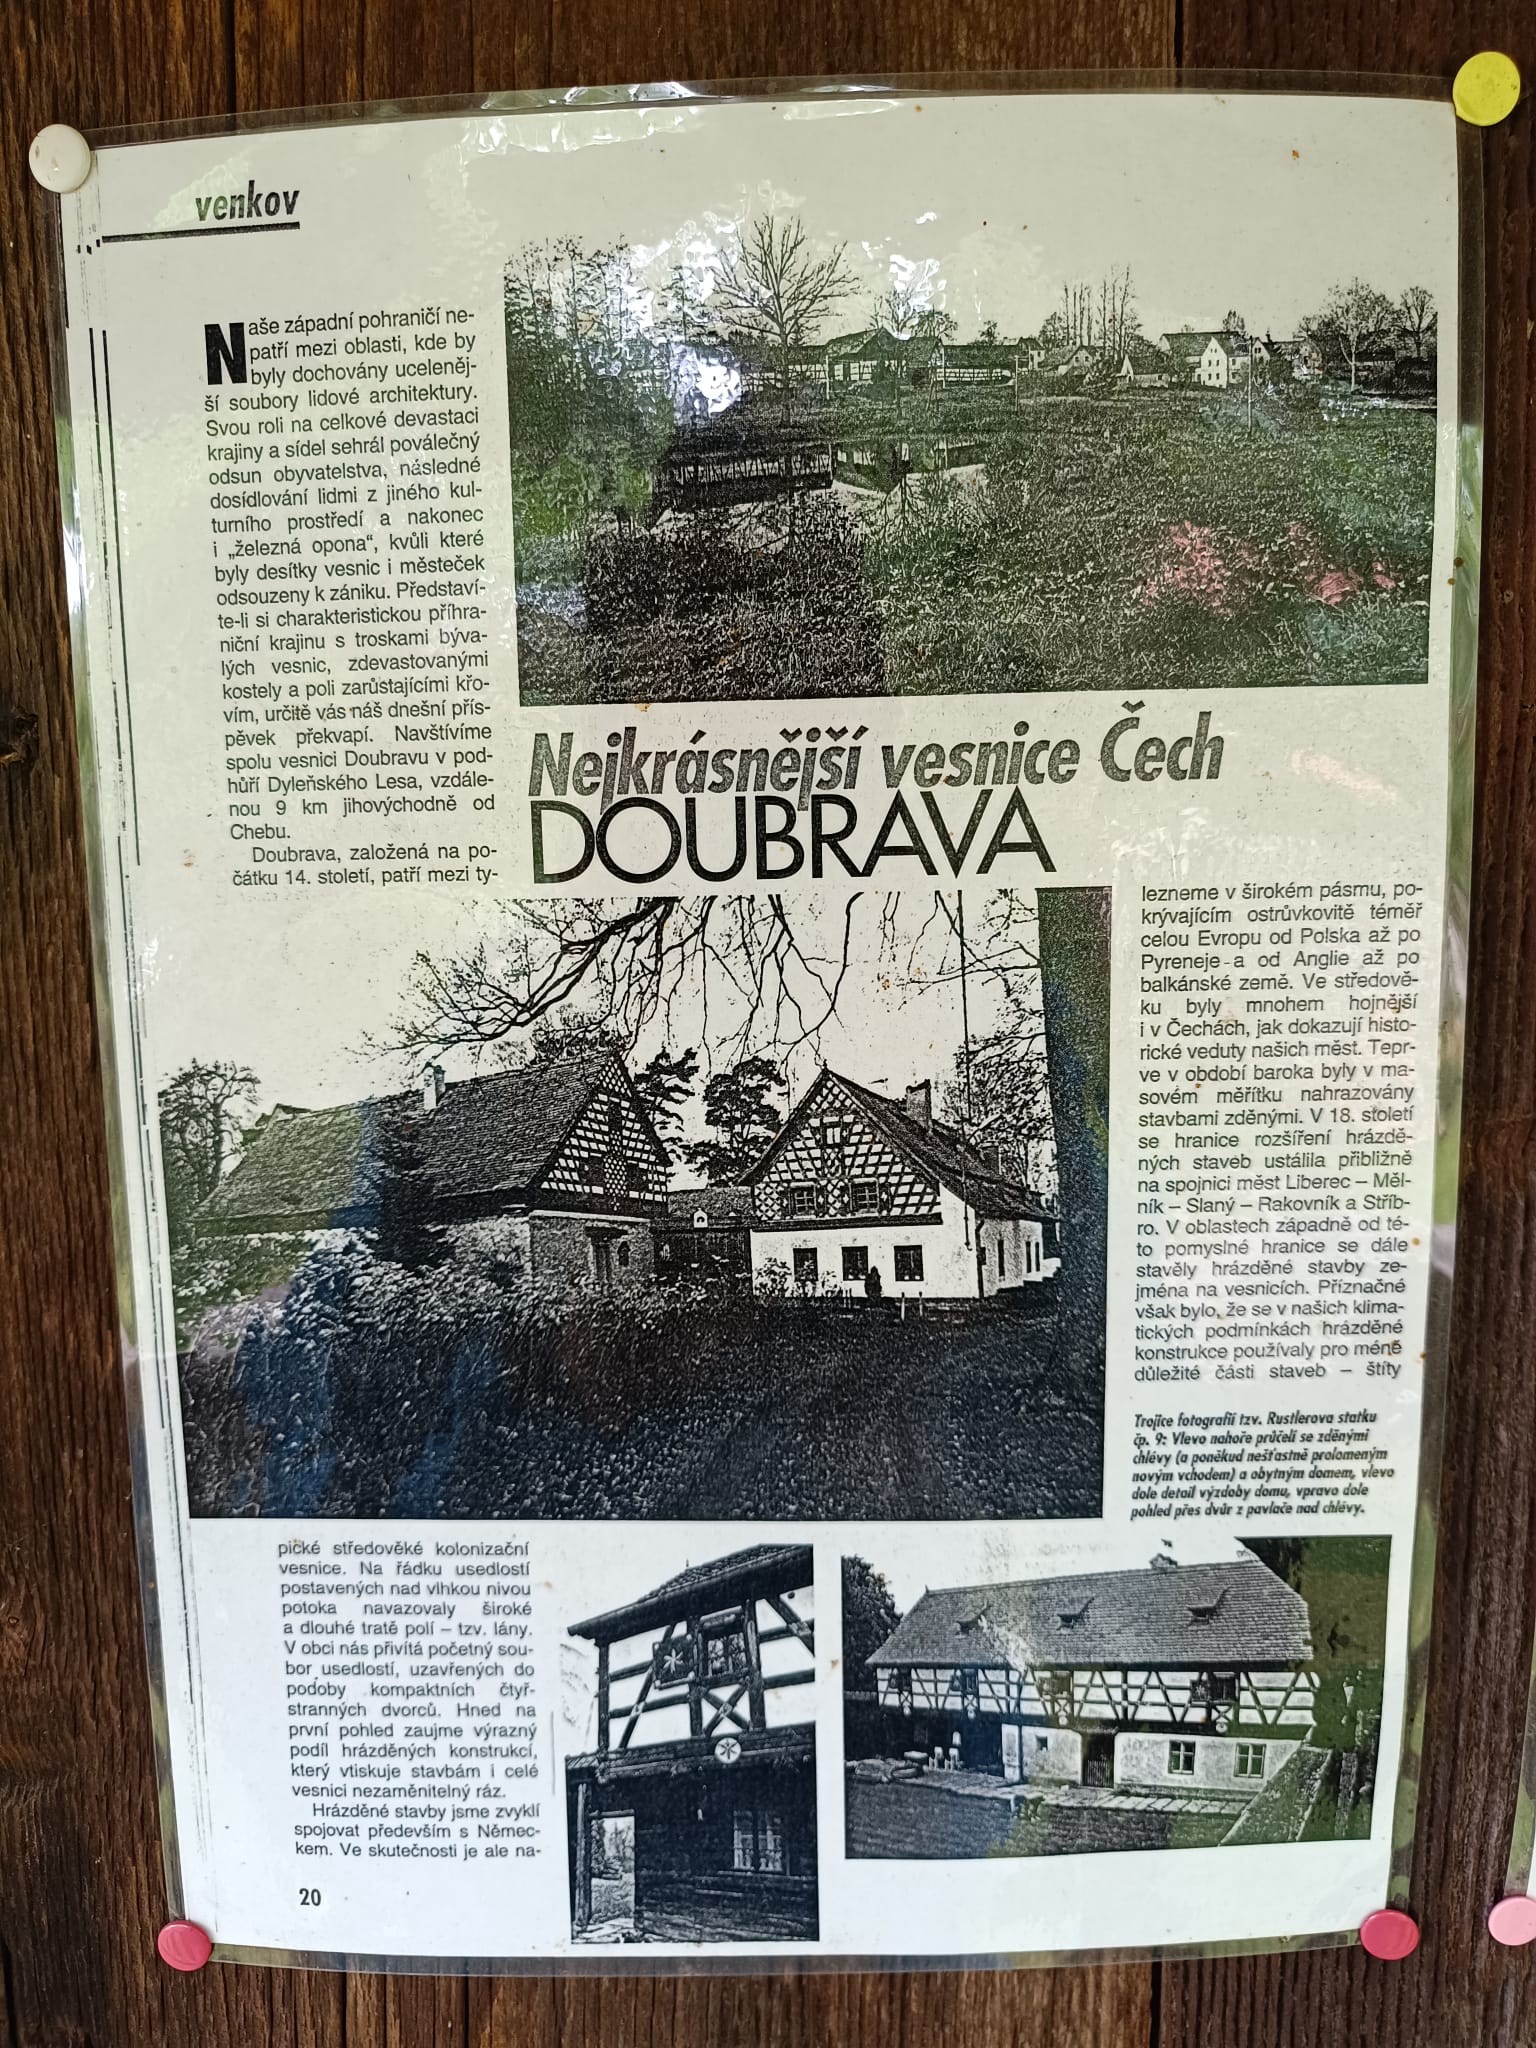 venkov
Naše západní pohraničí ne-
patří mezi oblasti, kde by
byly dochovány uceleněj-
ší soubory lidové architektury.
Svou roli na celkové devastaci
krajiny a sídel sehrál poválečný
odsun obyvatelstva, následné
dosídlování lidmi z jiného kul-
turního prostředí a nakonec
i „železná opona“, kvůli které
byly desítky vesnic i městeček
odsouzeny k zániku. Představí-
te-li si charakteristickou příhra-
niční krajinu s troskami býva-
lých vesnic, zdevastovanými
kostely a poli zarůstajícími křo-
vím, určitě vás náš dnešní přís-
pěvek překvapí. Navštívíme
spolu vesnici Doubravu v pod-
hůří Dyleňského Lesa, vzdále-
nou 9 km jihovýchodně od
Chebu.
Doubrava, založená na po-
čátku 14. století, patří mezi ty-
Nejkrásnější vesnice Čech
DOUBRAVA
pické středověké kolonizační
vesnice. Na řádku usedlostí
postavených nad vlhkou nivou
potoka navazovaly široké
a dlouhé tratě polí – tzv. lány.
V obci nás přivítá početný sou-
bor usedlostí, uzavřených do
podoby kompaktních čtyř-
stranných dvorců. Hned na
první pohled zaujme výrazný
podíl hrázděných konstrukcí,
který vtiskuje stavbám i celé
vesnici nezaměnitelný ráz.
Hrázděné stavby jsme zvyklí
spojovat především s Němec-
kem. Ve skutečnosti je ale na-
lezneme v širokém pásmu, po-
krývajícím ostrůvkovitě téměř
celou Evropu od Polska až po
Pyreneje a od Anglie až po
balkánské země. Ve středově-
ku byly mnohem hojnější
i v Čechách, jak dokazují histo-
rické veduty našich měst. Tepr-
ve v období baroka byly v ma-
sovém měřítku nahrazovány
stavbami zděnými. V 18. století
se hranice rozšíření hrázdě-
ných staveb ustálila přibližně
na spojnici měst Liberec – Měl-
ník – Slaný – Rakovník a Stříb-
ro. V oblastech západně od té-
to pomyslné hranice se dále
stavěly hrázděné stavby ze-
jména na vesnicích. Příznačné
však bylo, že se v našich klima-
tických podmínkách hrázděné
konstrukce používaly pro méně
důležité části staveb – štíty
Trojice fotografií tzv. Rustlerova statku
čp. 9: Vlevo nahoře průčelí se zděnými
chlévy (a poněkud nešťastně prolomeným
novým vchodem) a obytným domem, vlevo
dole detail výzdoby domu, vpravo dole
pohled přes dvůr z pavlače nad chlévy.
20